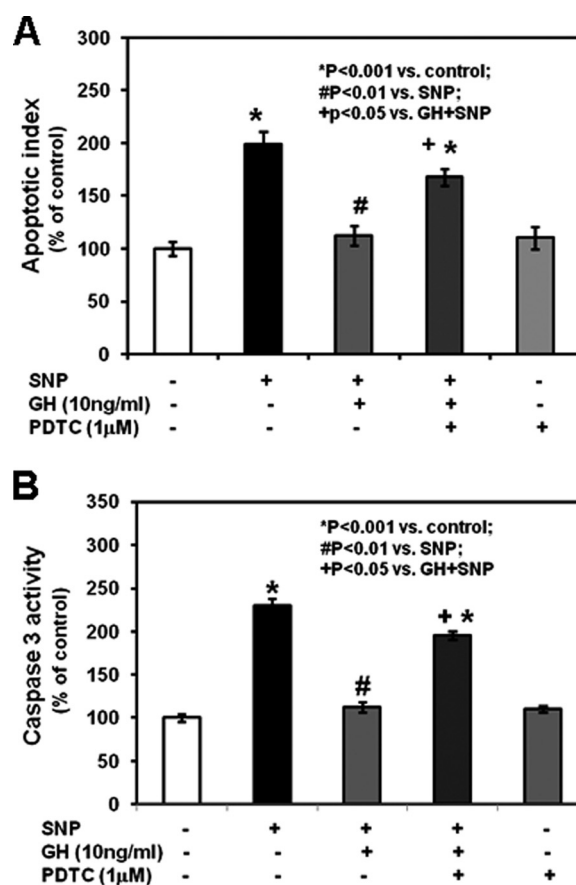 A
Apoptotic index
(% of control)
300
250
200
150
100
50
0
*P<0.001 vs. control;
#P<0.01 vs. SNP;
+p<0.05 vs. GH+SNP
*
#
+ *
SNP - + + + -
GH (10ng/ml) - - + + -
PDTC (1µM) - - - + +
B
Caspase 3 activity
(% of control)
350
300
250
200
150
100
50
0
*P<0.001 vs. control;
#P<0.01 vs. SNP;
+P<0.05 vs. GH+SNP
*
#
+ *
SNP - + + + -
GH (10ng/ml) - - + + -
PDTC (1µM) - - - + +